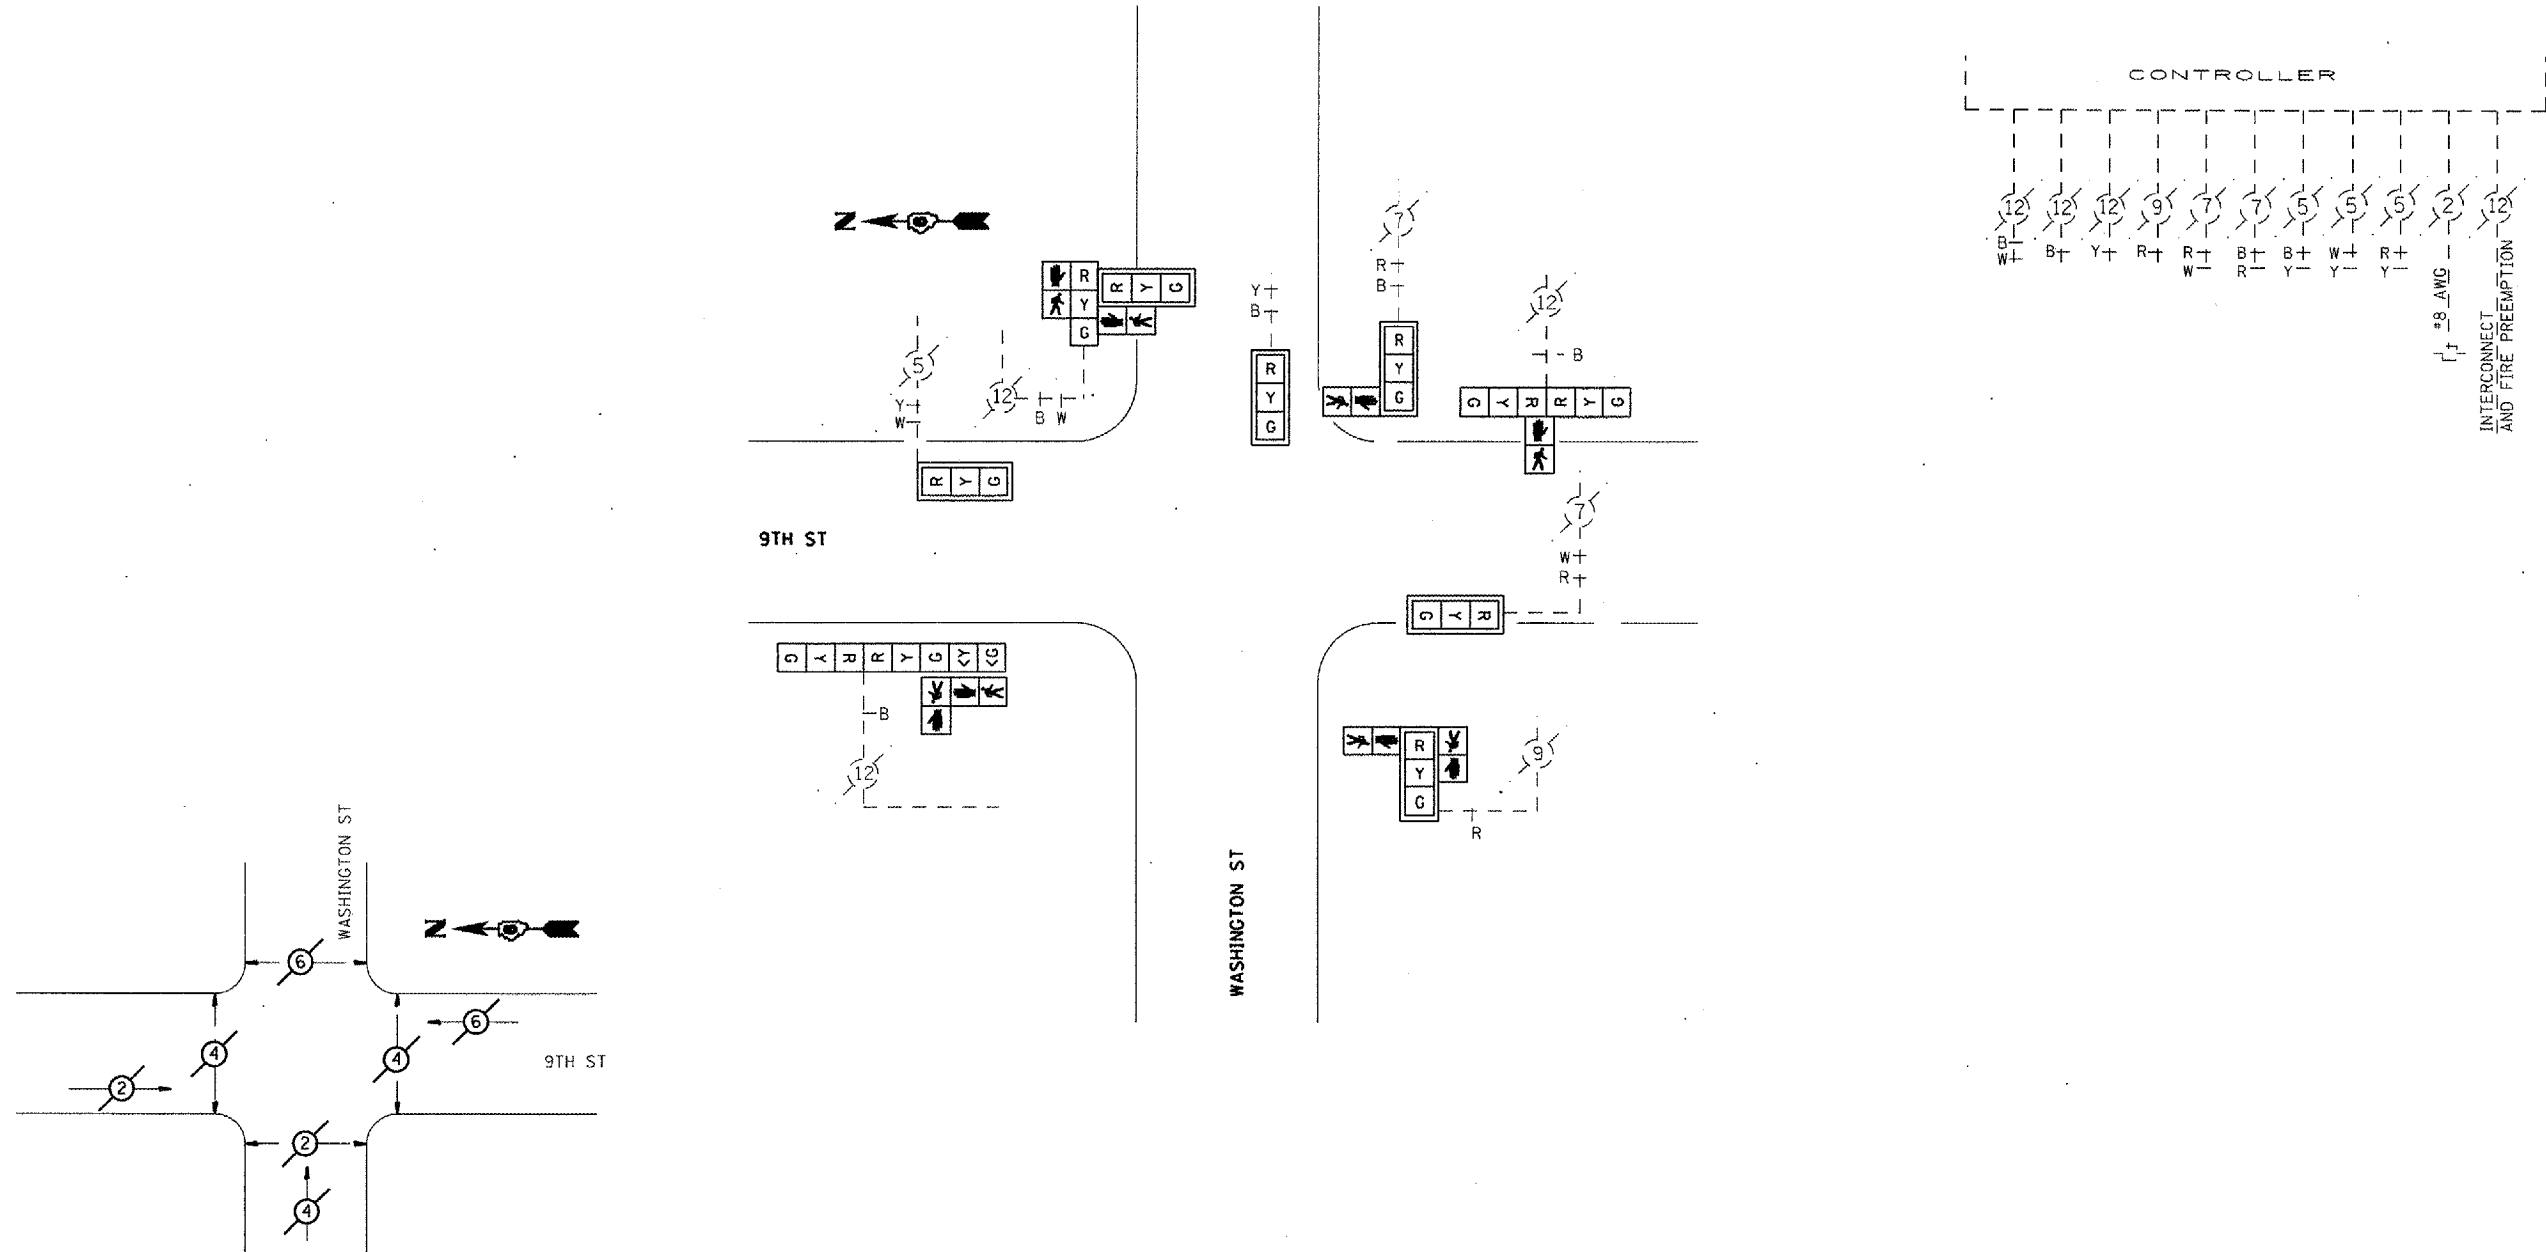 CONTROLLER
12 12 12 9 7 7 5 5 5 2 12
B B Y R R B B W R
W W R Y Y Y
#8 AWG
INTERCONNECT
AND FIRE PREEMPTION
N
7
R
B
R
Y
G
R
Y
G
R Y G
Y
B
R
Y
G
R
Y
G
12
B
G Y R R Y G
5
Y
W
12
B W
R Y G
9TH ST
7
W
R
G Y R
G Y R R Y G <Y <G
B
12
R
Y
G
9
R
WASHINGTON ST
WASHINGTON ST
N
6
6
4
4
9TH ST
2
2
4